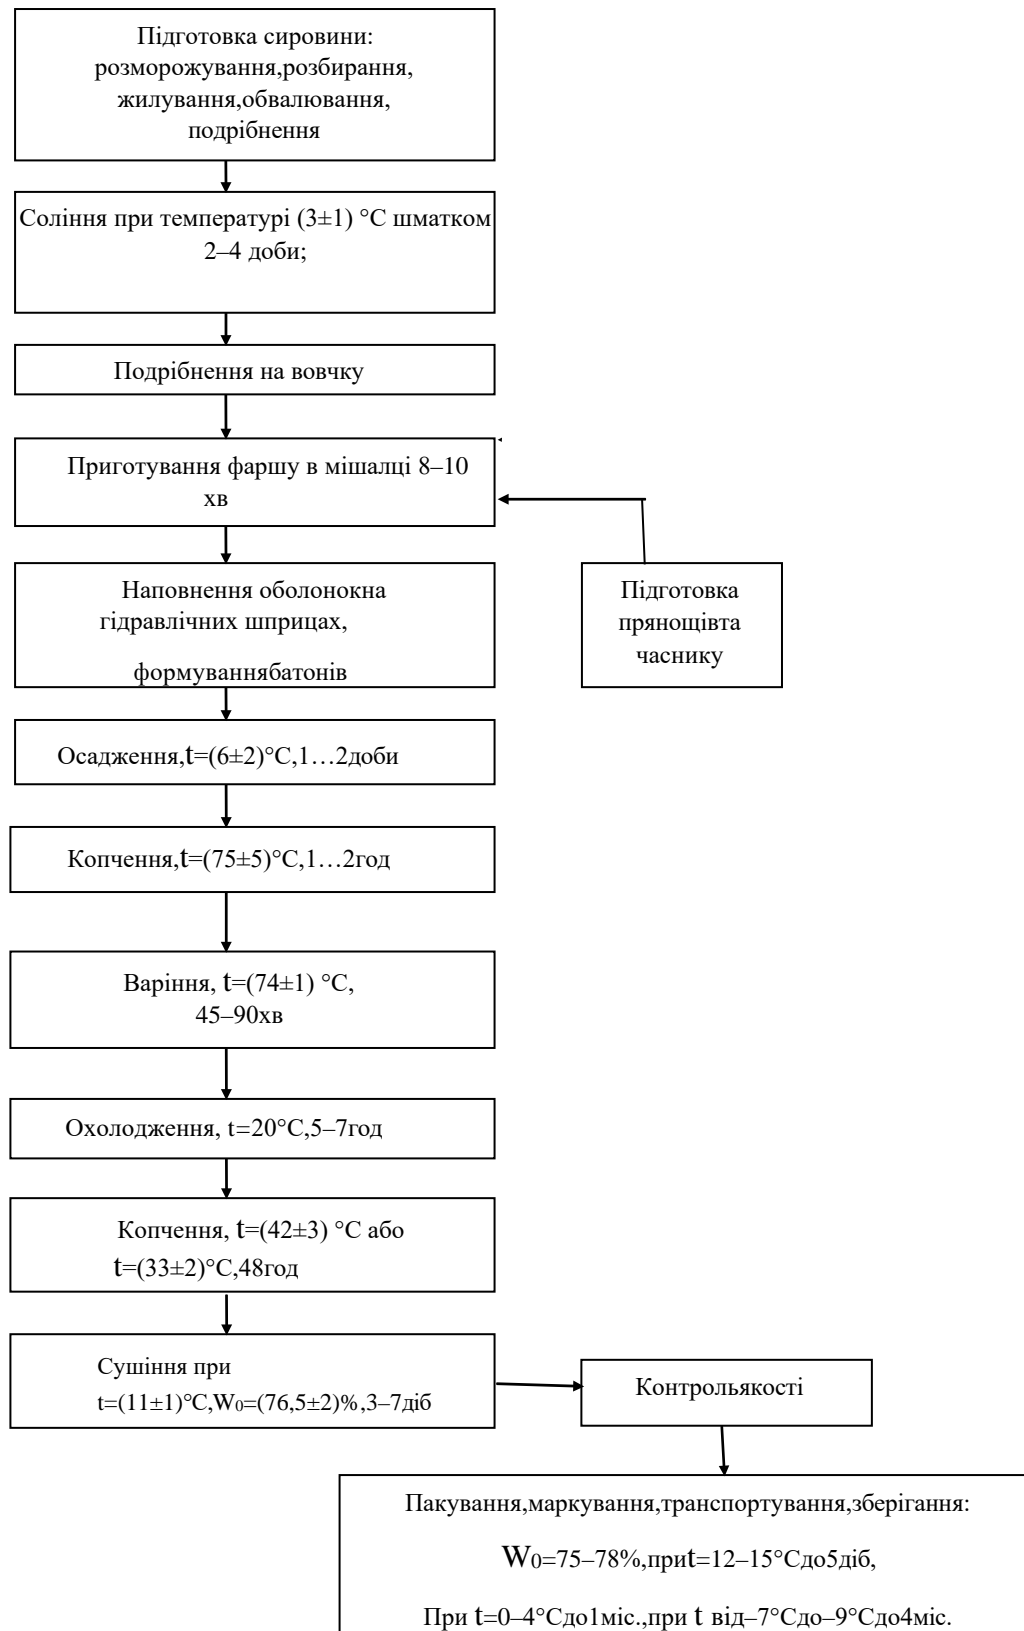 Підготовка сировини:
розморожування,розбирання,
жилування,обвалювання,
подрібнення
Соління при температурі (3±1) °С шматком
2–4 доби;
Подрібнення на вовчку
Приготування фаршу в мішалці 8–10
хв
Наповнення оболонокна
гідравлічних шприцах,
формуваннябатонів
Підготовка
прянощівта
часнику
Осадження,t=(6±2)°С,1…2доби
Копчення,t=(75±5)°С,1…2год
Варіння, t=(74±1) °С,
45–90хв
Охолодження, t=20°С,5–7год
Копчення, t=(42±3) °С або
t=(33±2)°С,48год
Сушіння при
t=(11±1)°С,W0=(76,5±2)%,3–7діб
Контрольякості
Пакування,маркування,транспортування,зберігання:
W0=75–78%,приt=12–15°Сдо5діб,
При t=0–4°Сдо1міс.,при t від–7°Сдо–9°Сдо4міс.